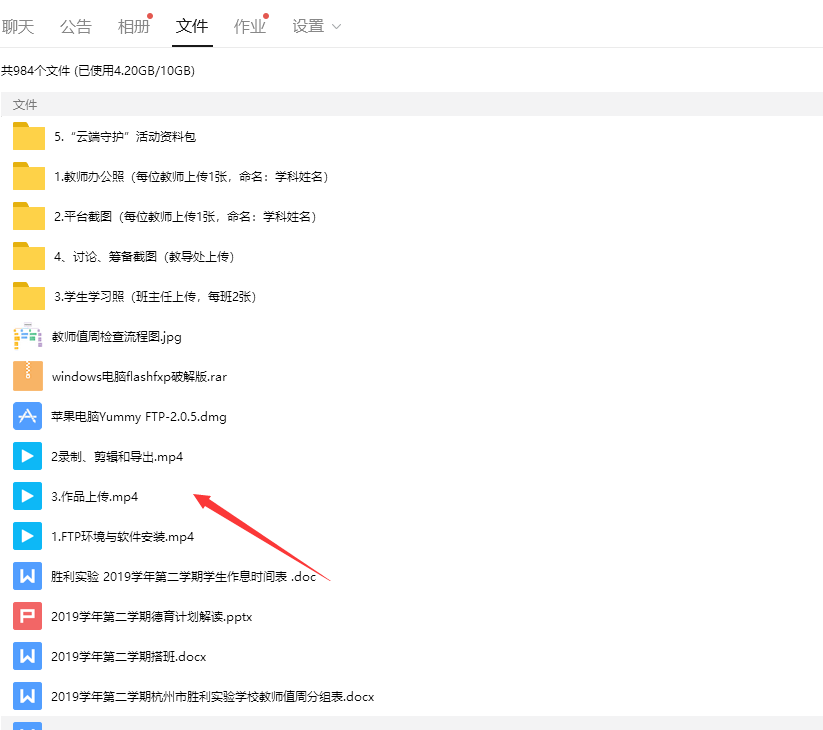 聊天 公告 相册 文件 作业 设置
共984个文件 (已使用4.20GB/10GB)
文件
5.“云端守护”活动资料包
1.教师办公照（每位教师上传1张，命名：学科姓名）
2.平台截图（每位教师上传1张，命名：学科姓名）
4、讨论、筹备截图（教导处上传）
3.学生学习照（班主任上传，每班2张）
教师值周检查流程图.jpg
windows电脑flashfxp破解版.rar
苹果电脑Yummy FTP-2.0.5.dmg
2录制、剪辑和导出.mp4
3.作品上传.mp4
1.FTP环境与软件安装.mp4
胜利实验 2019学年第二学期学生作息时间表 .doc
2019学年第二学期德育计划解读.pptx
2019学年第二学期搭班.docx
2019学年第二学期杭州市胜利实验学校教师值周分组表.docx